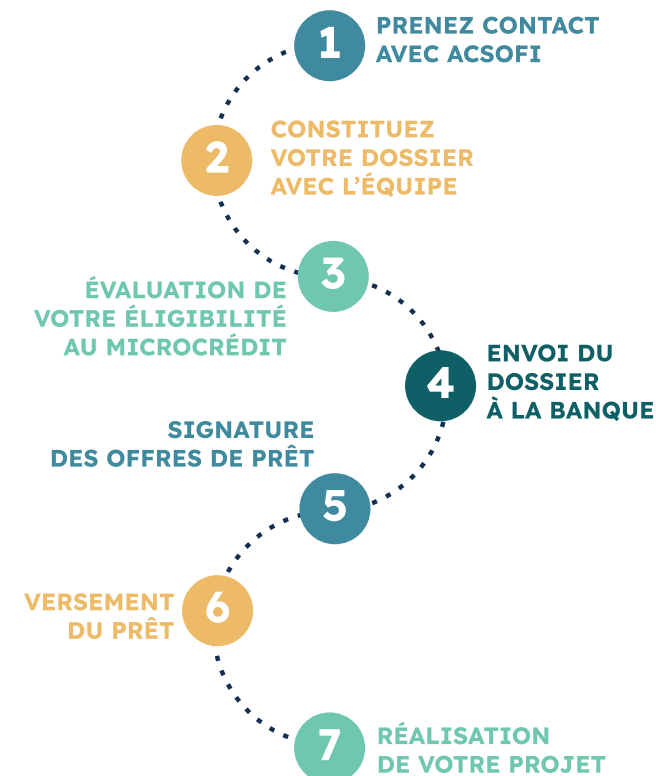 1
PRENEZ CONTACT
AVEC ACSOFI
2
CONSTITUEZ
VOTRE DOSSIER
AVEC L'ÉQUIPE
3
ÉVALUATION DE
VOTRE ÉLIGIBILITÉ
AU MICROCRÉDIT
4
ENVOI DU
DOSSIER
À LA BANQUE
SIGNATURE
DES OFFRES DE PRÊT
5
VERSEMENT
DU PRÊT
6
7
RÉALISATION
DE VOTRE PROJET